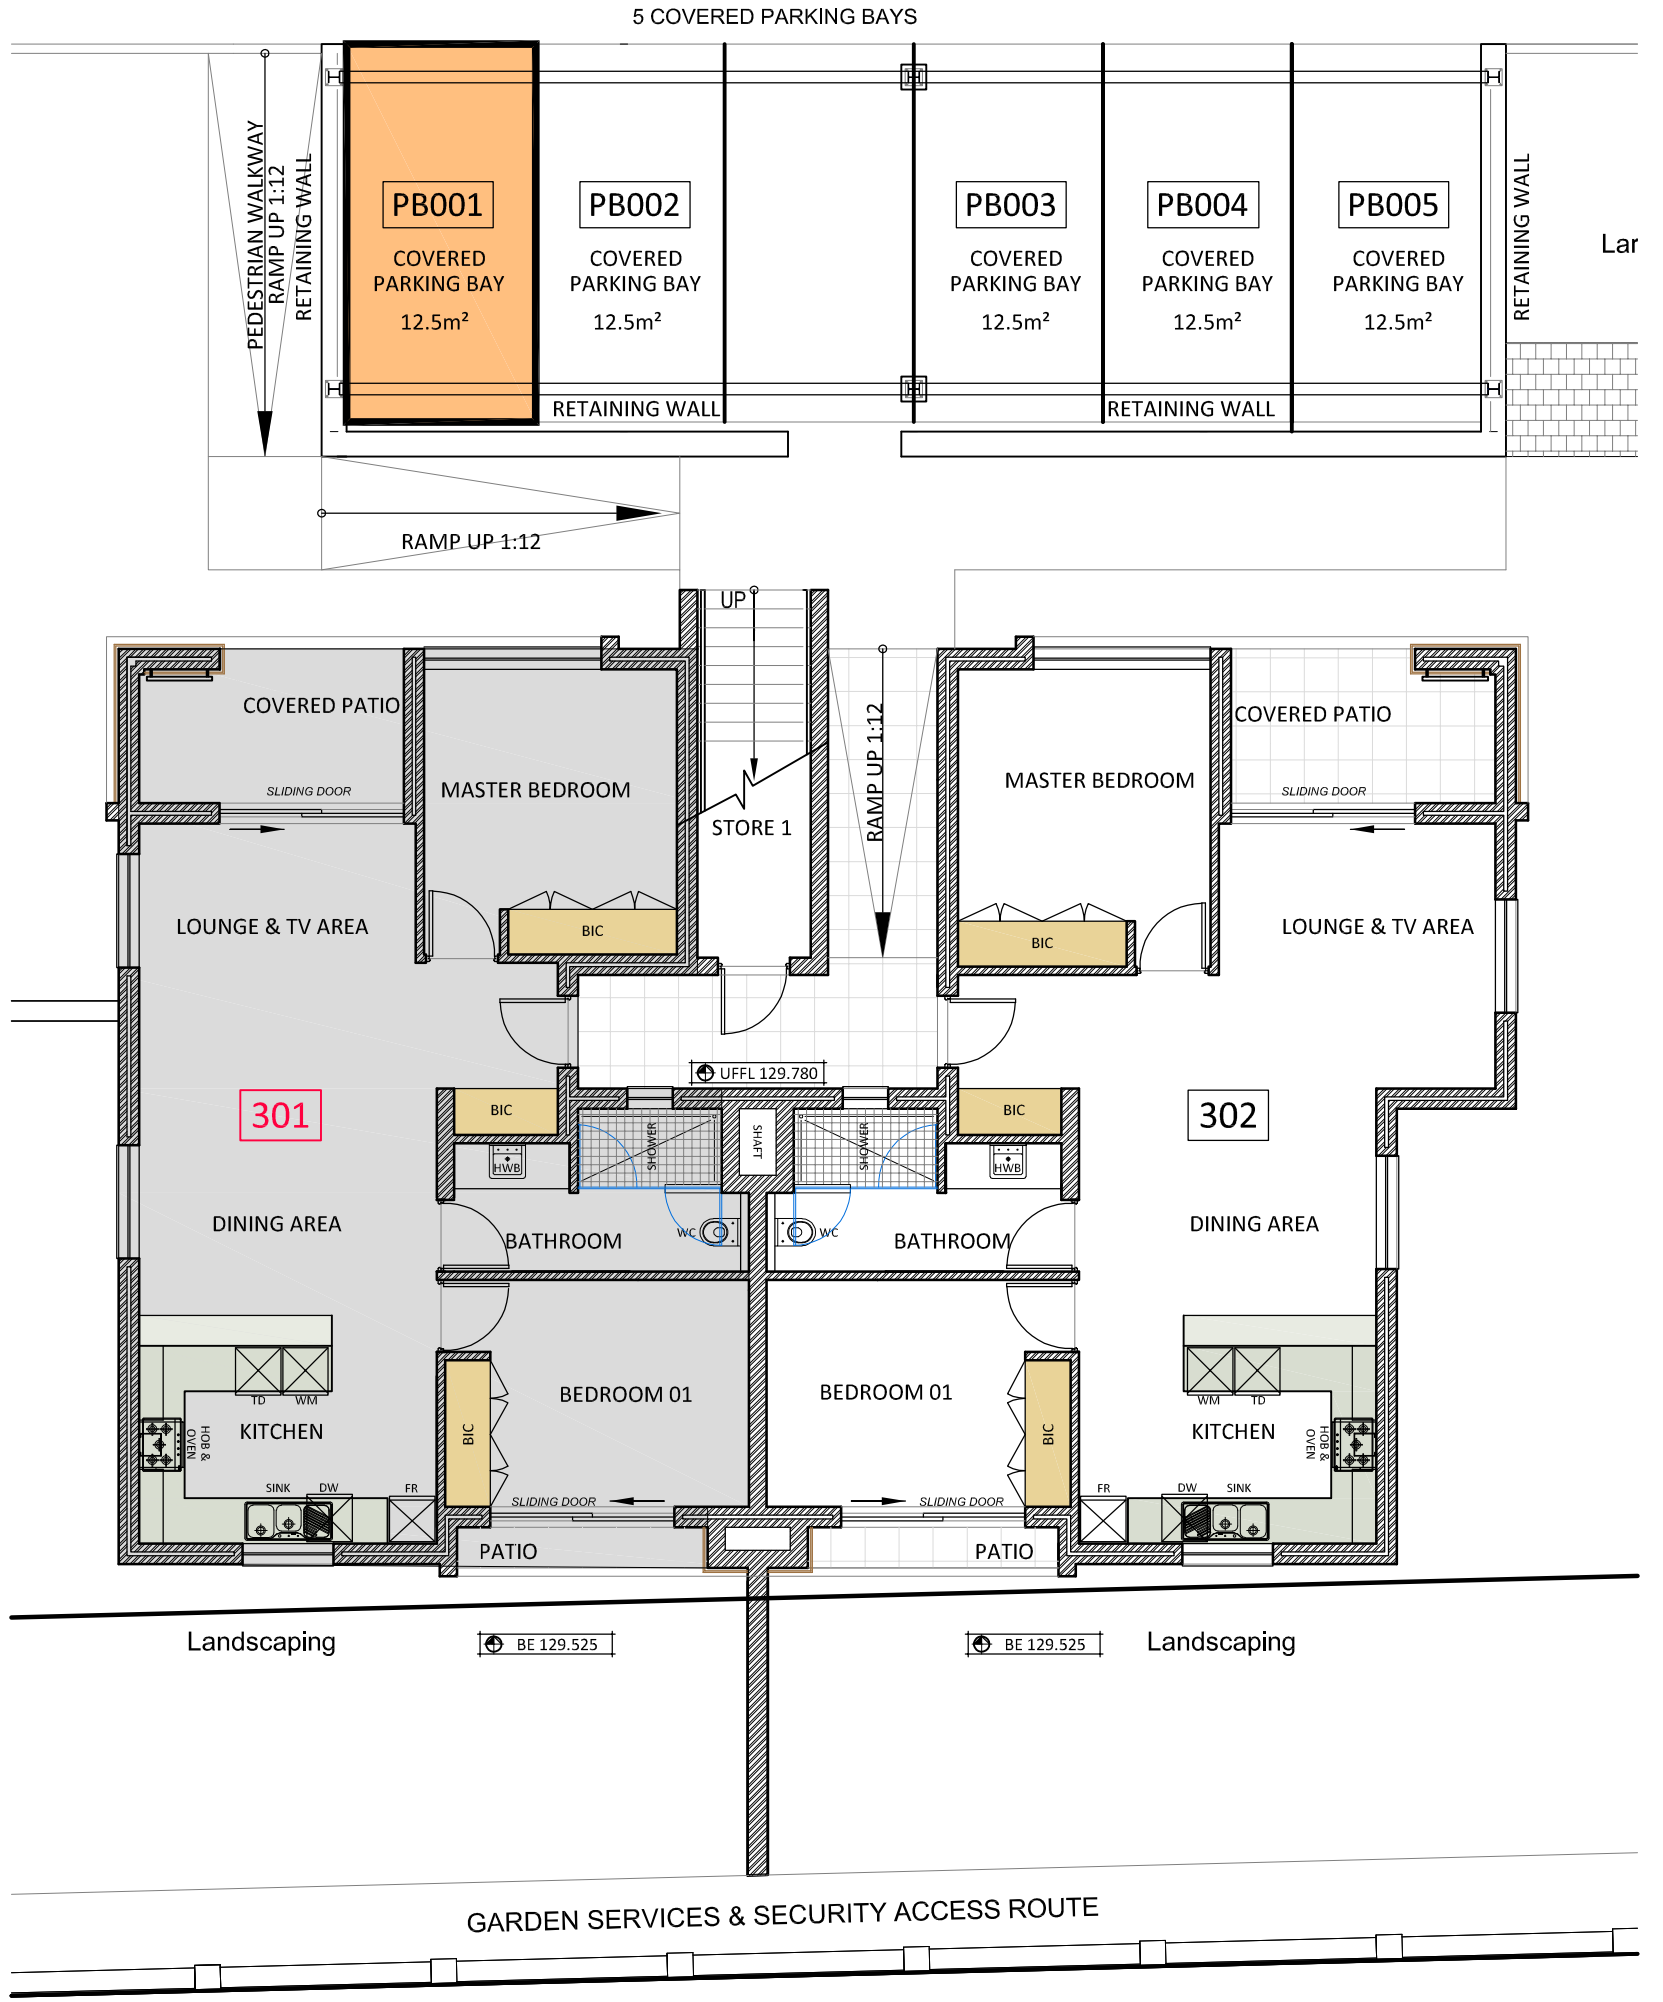 5 COVERED PARKING BAYS
PEDESTRIAN WALKWAY
RAMP UP 1:12
RETAINING WALL
PB001
COVERED
PARKING BAY
12.5m²
PB002
COVERED
PARKING BAY
12.5m²
PB003
COVERED
PARKING BAY
12.5m²
PB004
COVERED
PARKING BAY
12.5m²
PB005
COVERED
PARKING BAY
12.5m²
RETAINING WALL
Lar
RETAINING WALL
RETAINING WALL
RAMP UP 1:12
UP
COVERED PATIO
SLIDING DOOR
MASTER BEDROOM
STORE 1
RAMP UP 1:12
MASTER BEDROOM
COVERED PATIO
SLIDING DOOR
LOUNGE & TV AREA
BIC
BIC
LOUNGE & TV AREA
UFFL 129.780
301
BIC
HWB
SHOWER
SHAFT
SHOWER
BIC
HWB
302
DINING AREA
BATHROOM
WC
WC
BATHROOM
DINING AREA
TD
WM
KITCHEN
HOB &
OVEN
SINK
DW
FR
BIC
BEDROOM 01
SLIDING DOOR
PATIO
BEDROOM 01
BIC
SLIDING DOOR
PATIO
WM
TD
KITCHEN
HOB &
OVEN
FR
DW
SINK
Landscaping
BE 129.525
BE 129.525
Landscaping
GARDEN SERVICES & SECURITY ACCESS ROUTE